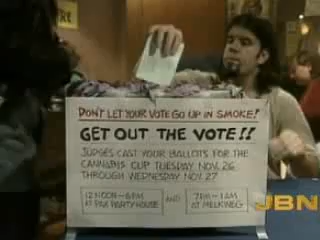 DON'T LET YOUR VOTE GO UP IN SMOKE!
GET OUT THE VOTE!!
JUDGES CAST YOUR BALLOTS FOR THE
CANNABIS CUP TUESDAY NOV. 26
THROUGH WEDNESDAY NOV. 27
12 NOON - 6PM
AT PAX PARTY HOUSE
AND
7PM - 1AM
AT MELKWEG
JBN